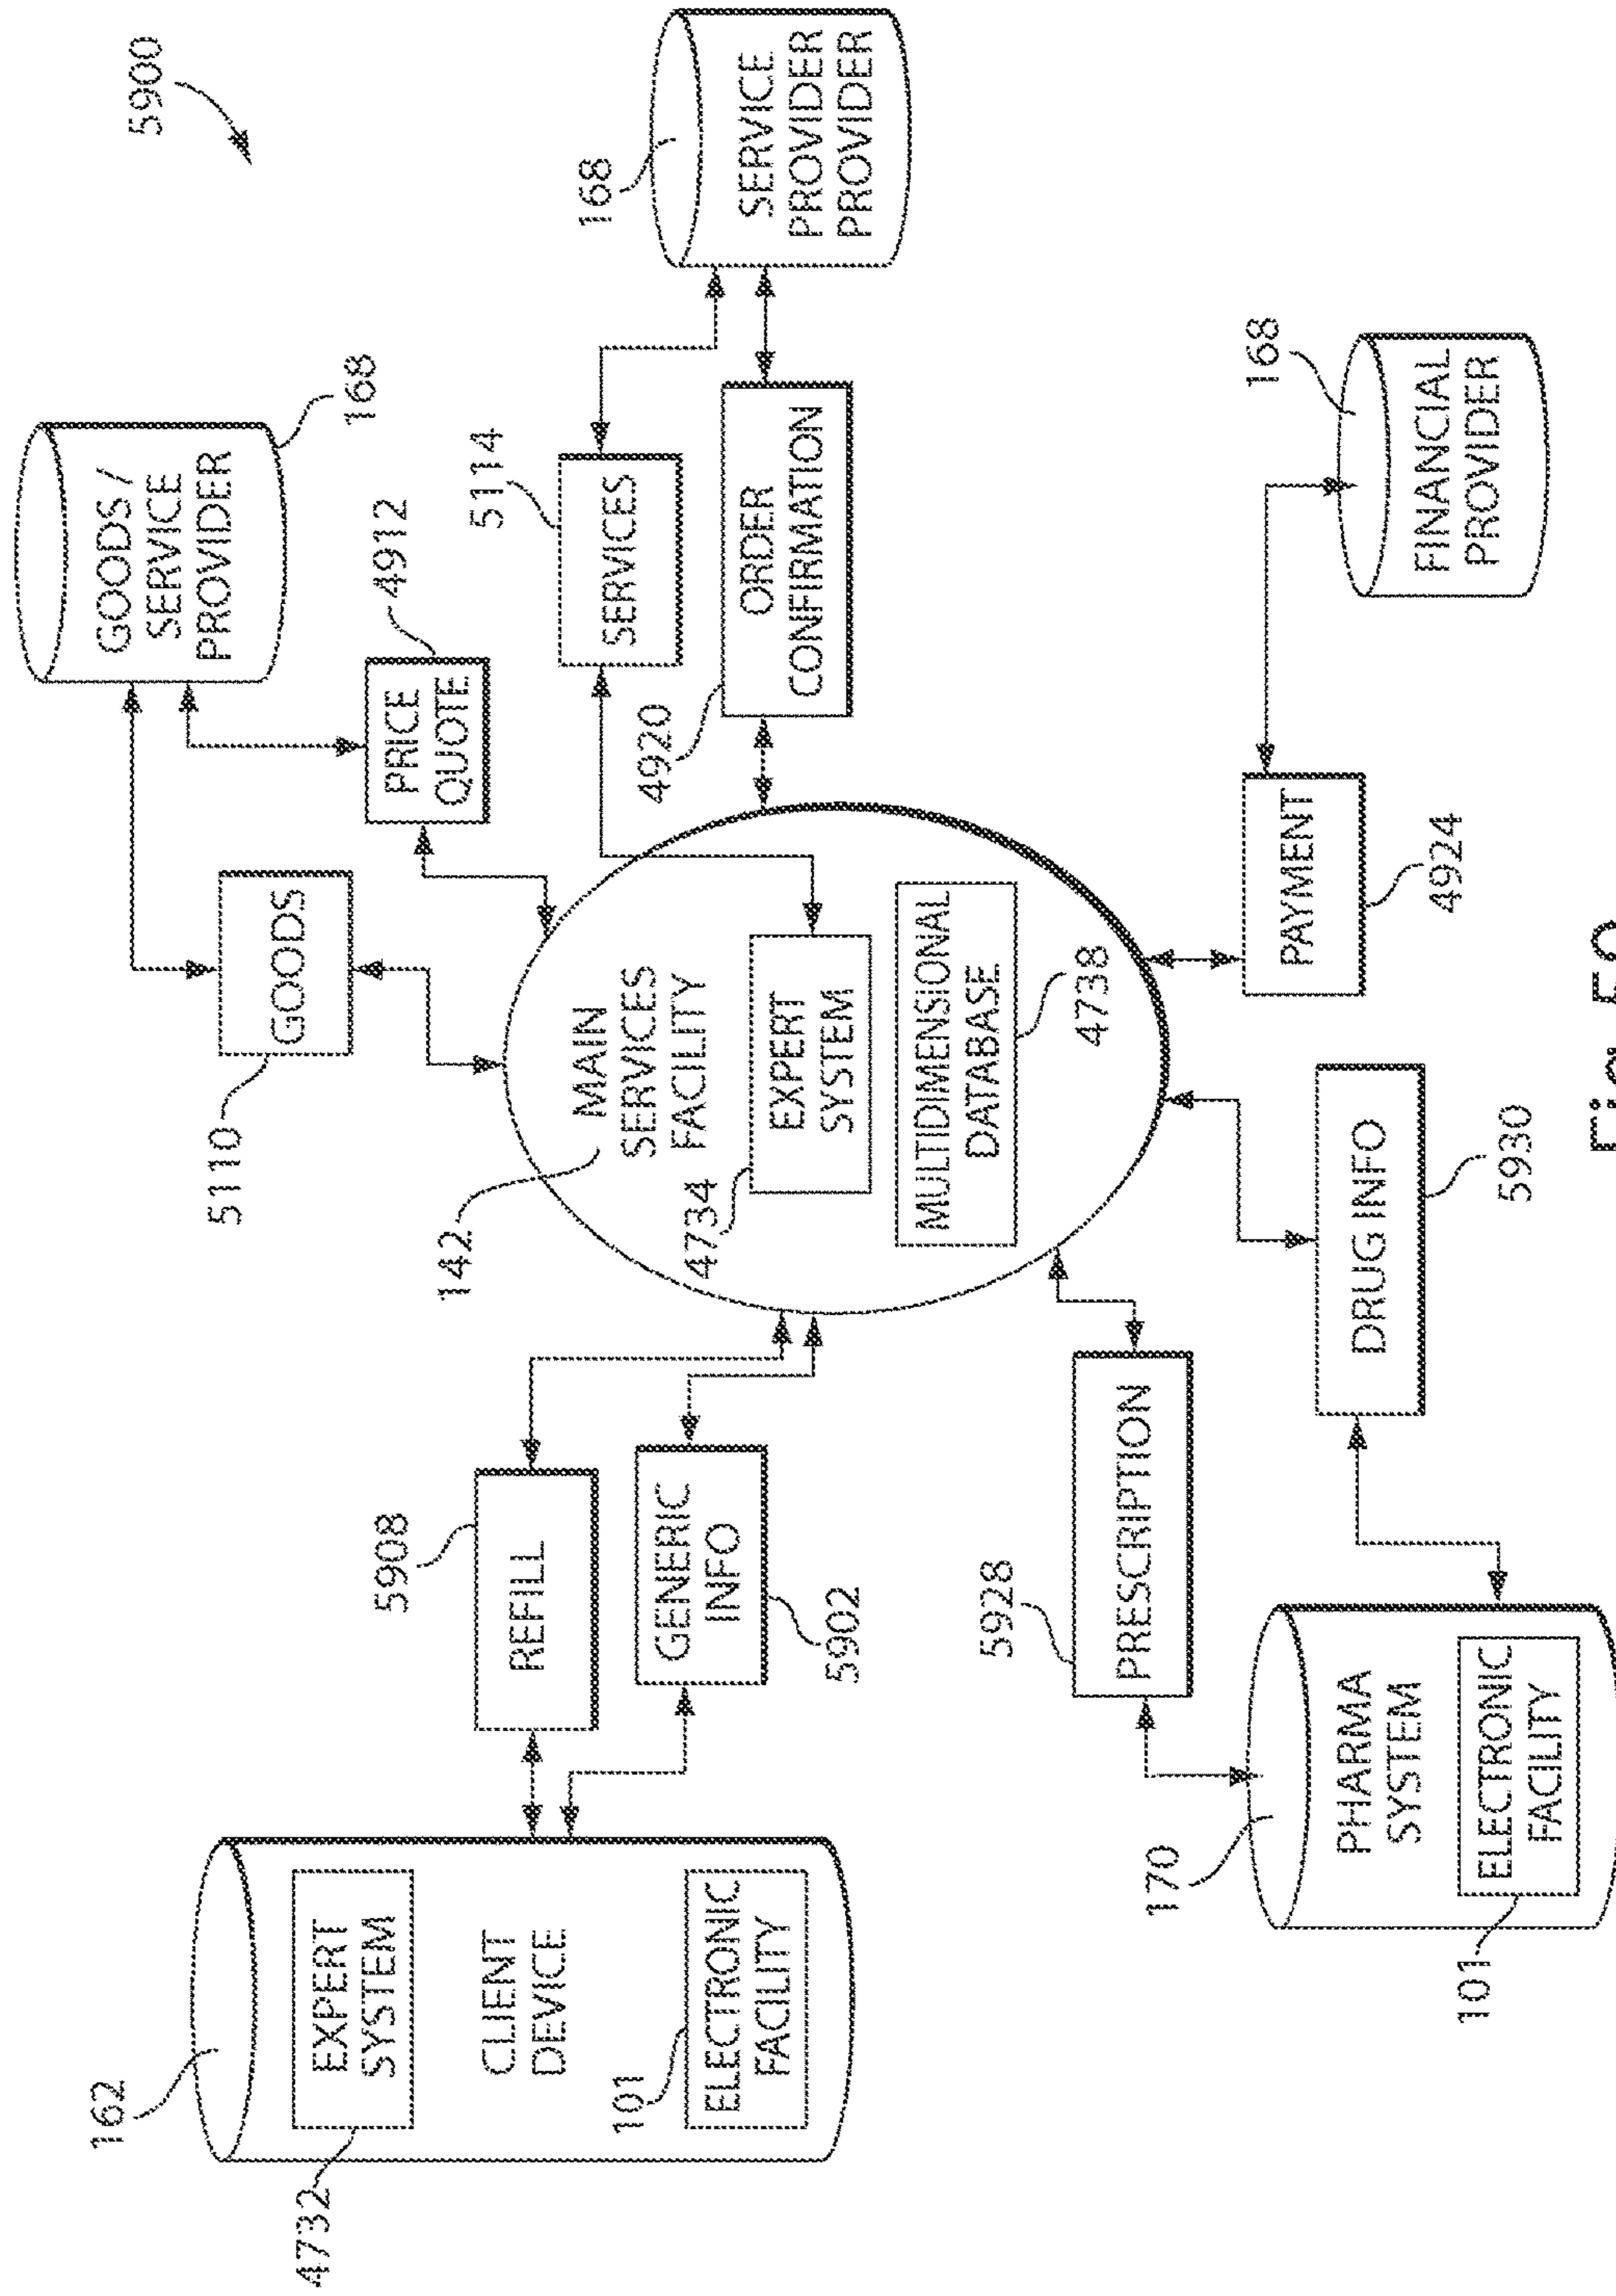 5900
162
EXPERT
SYSTEM
4732
CLIENT
DEVICE
101
ELECTRONIC
FACILITY
5908
REFILL
GENERIC
INFO
5902
5110
GOODS
GOODS /
SERVICE
PROVIDER
168
PRICE
QUOTE
4912
142
MAIN
SERVICES
FACILITY
4734
EXPERT
SYSTEM
MULTIDIMENSIONAL
DATABASE
4738
5114
SERVICES
4920
ORDER
CONFIRMATION
168
SERVICE
PROVIDER
PROVIDER
5928
PRESCRIPTION
170
PHARMA
SYSTEM
ELECTRONIC
FACILITY
101
DRUG INFO
5930
PAYMENT
4924
168
FINANCIAL
PROVIDER